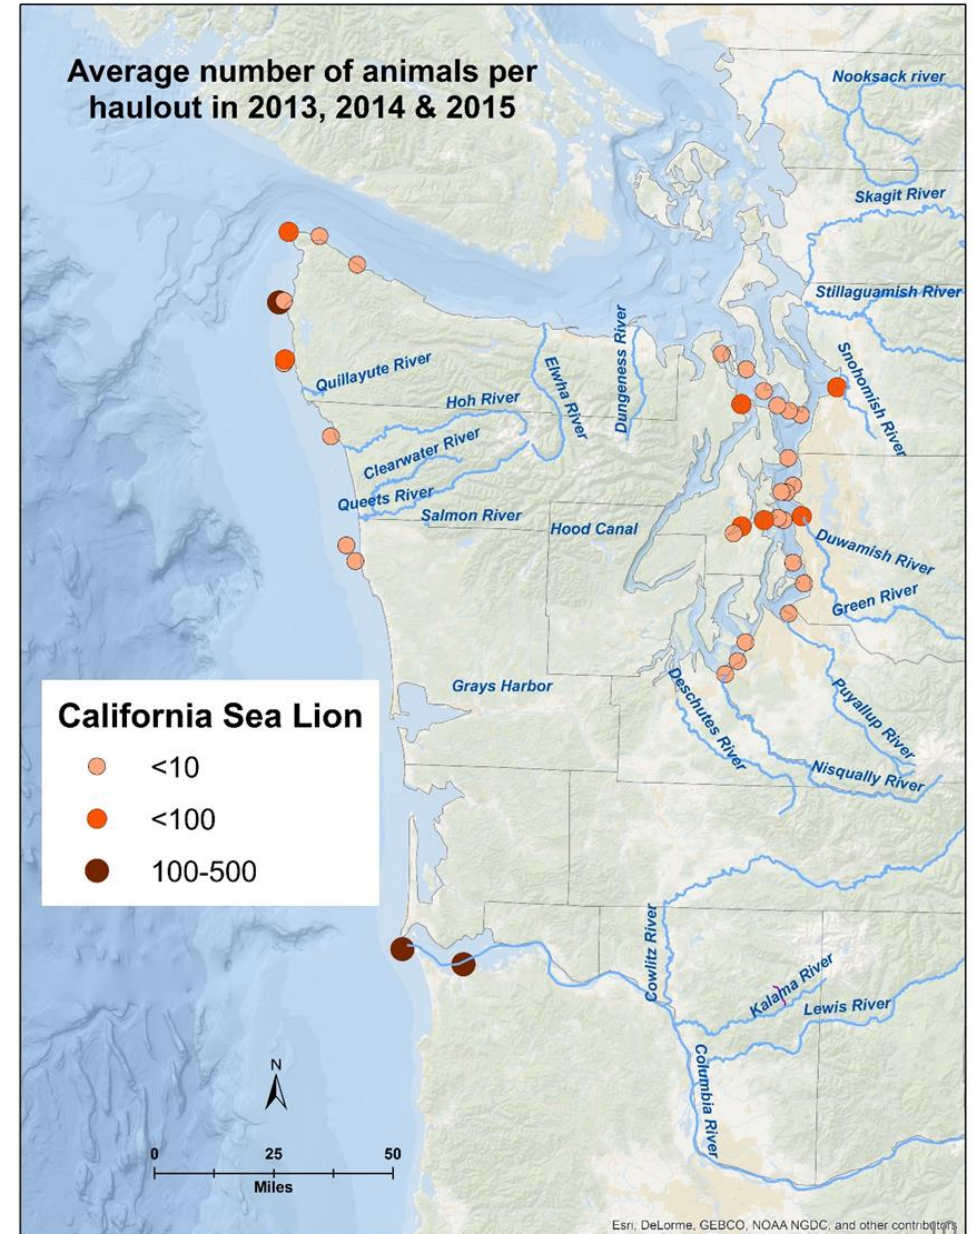 Average number of animals per
haulout in 2013, 2014 & 2015
Nooksack river
Skagit River
Stillaguamish River
Snohomish River
Dungeness River
Elwha River
Quillayute River
Hoh River
Clearwater River
Queets River
Salmon River
Hood Canal
Duwamish River
Green River
Grays Harbor
Deschutes River
Puyallup River
Nisqually River
California Sea Lion
<10
<100
100-500
Cowlitz River
Kalama River
Lewis River
Columbia River
N
0 25 50
Miles
Esri, DeLorme, GEBCO, NOAA NGDC, and other contributors
10